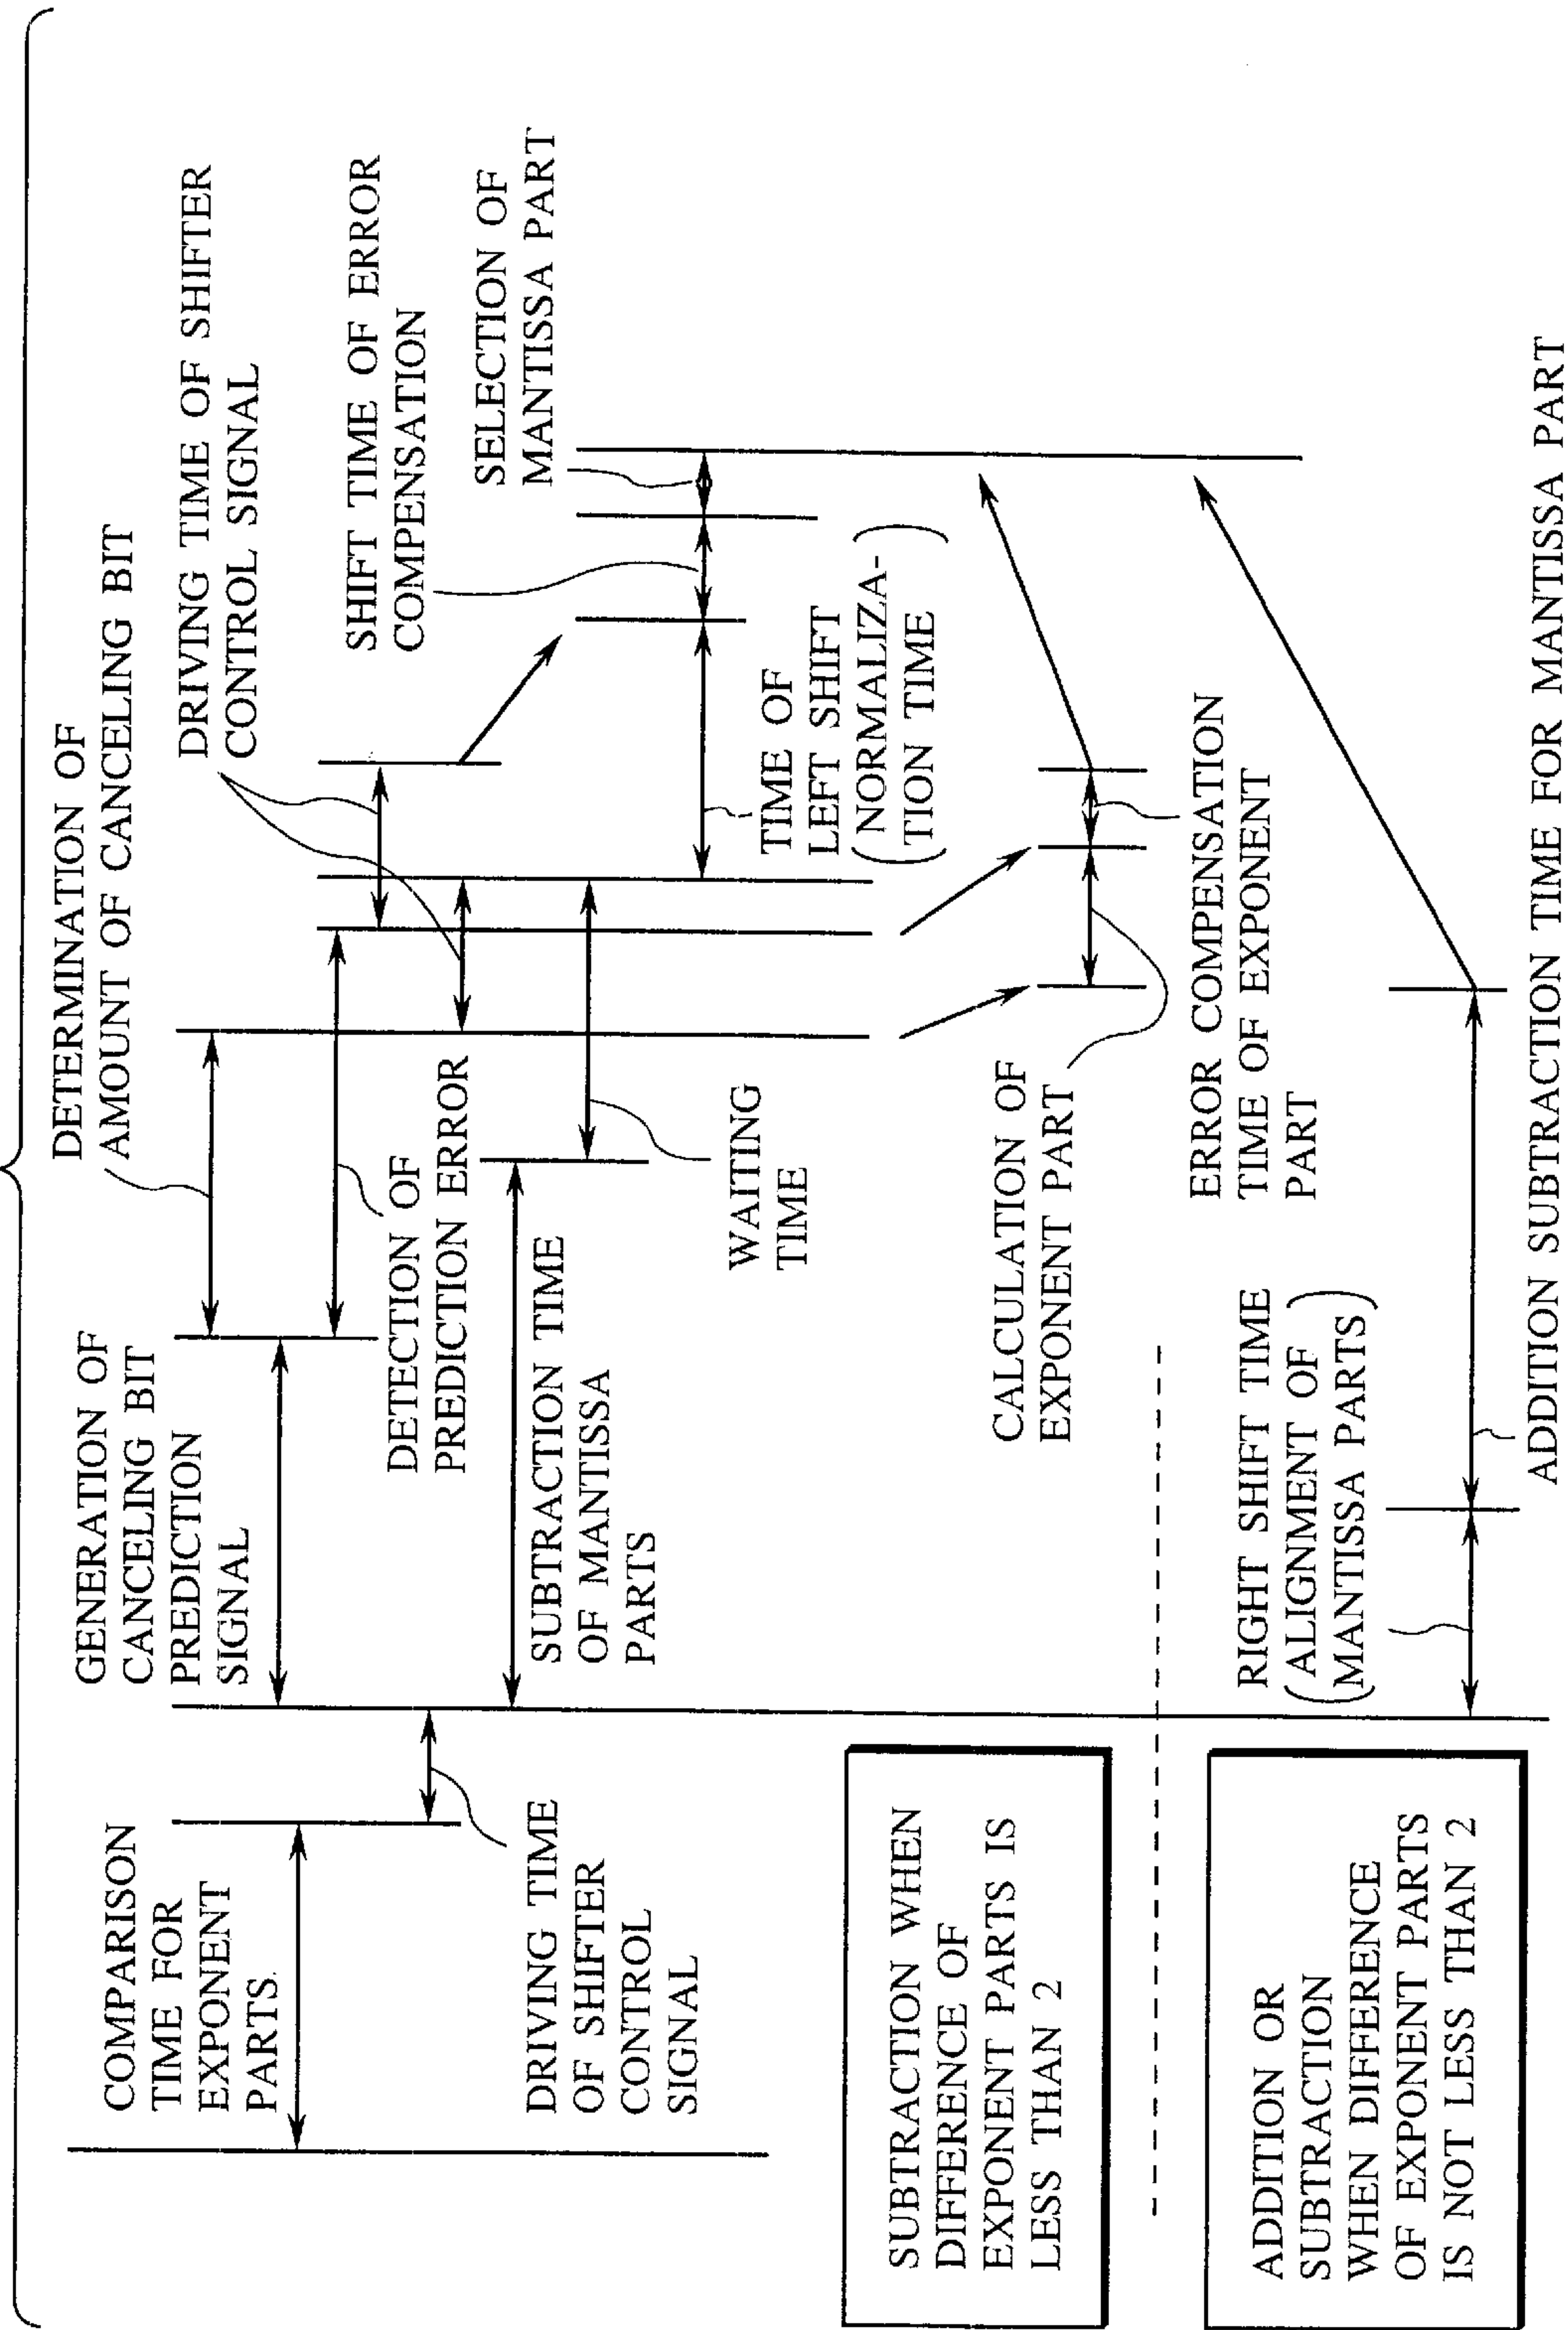 COMPARISON
TIME FOR
EXPONENT
PARTS
DRIVING TIME
OF SHIFTER
CONTROL
SIGNAL
GENERATION OF
CANCELING BIT
PREDICTION
SIGNAL
DETERMINATION OF
AMOUNT OF CANCELING BIT
DETECTION OF
PREDICTION ERROR
SUBTRACTION TIME
OF MANTISSA
PARTS
WAITING
TIME
DRIVING TIME OF SHIFTER
CONTROL SIGNAL
SHIFT TIME OF ERROR
COMPENSATION
SELECTION OF
MANTISSA PART
TIME OF
LEFT SHIFT
(NORMALIZA-
TION TIME)
CALCULATION OF
EXPONENT PART
ERROR COMPENSATION
TIME OF EXPONENT
PART
SUBTRACTION WHEN
DIFFERENCE OF
EXPONENT PARTS IS
LESS THAN 2
ADDITION OR
SUBTRACTION
WHEN DIFFERENCE
OF EXPONENT PARTS
IS NOT LESS THAN 2
RIGHT SHIFT TIME
(ALIGNMENT OF
MANTISSA PARTS)
ADDITION SUBTRACTION TIME FOR MANTISSA PART